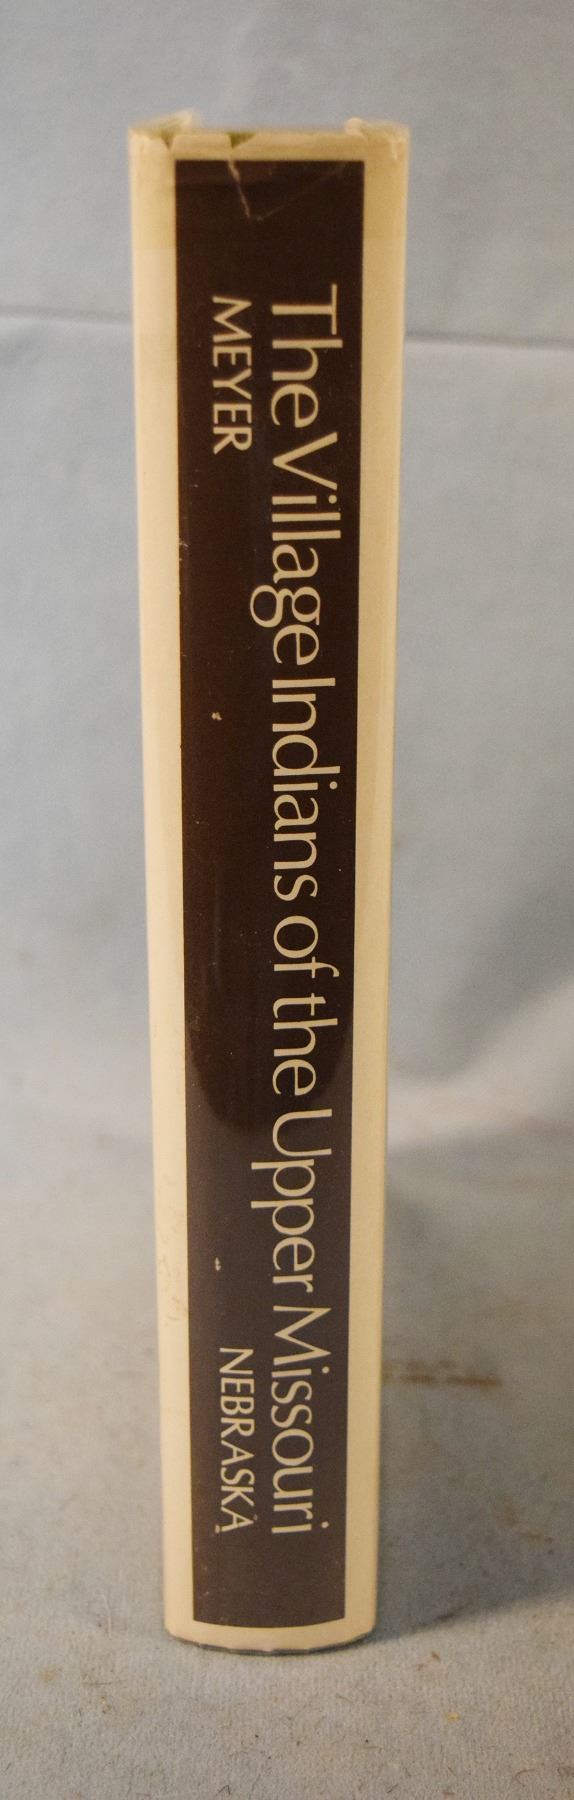 The Village Indians of the Upper Missouri
MEYER
NEBRASKA